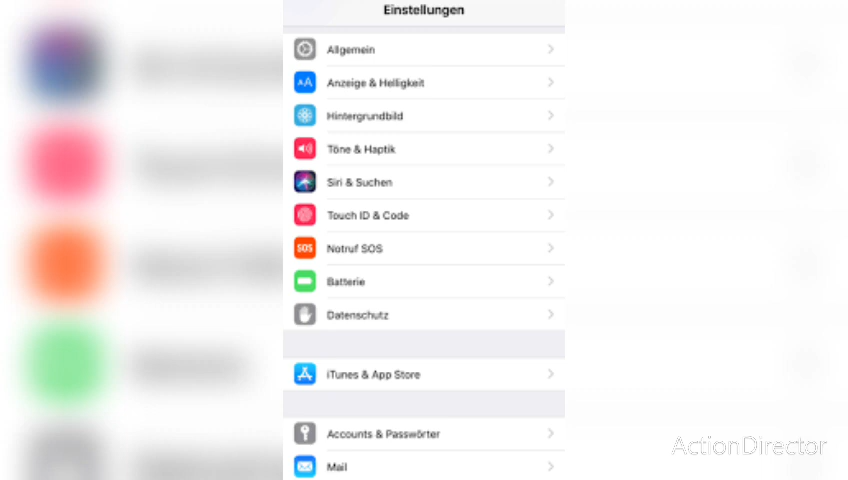 Einstellungen
Allgemein
AA Anzeige & Helligkeit
Hintergrundbild
Töne & Haptik
Siri & Suchen
Touch ID & Code
SOS Notruf SOS
Batterie
Datenschutz
iTunes & App Store
Accounts & Passwörter
Mail
ActionDirector